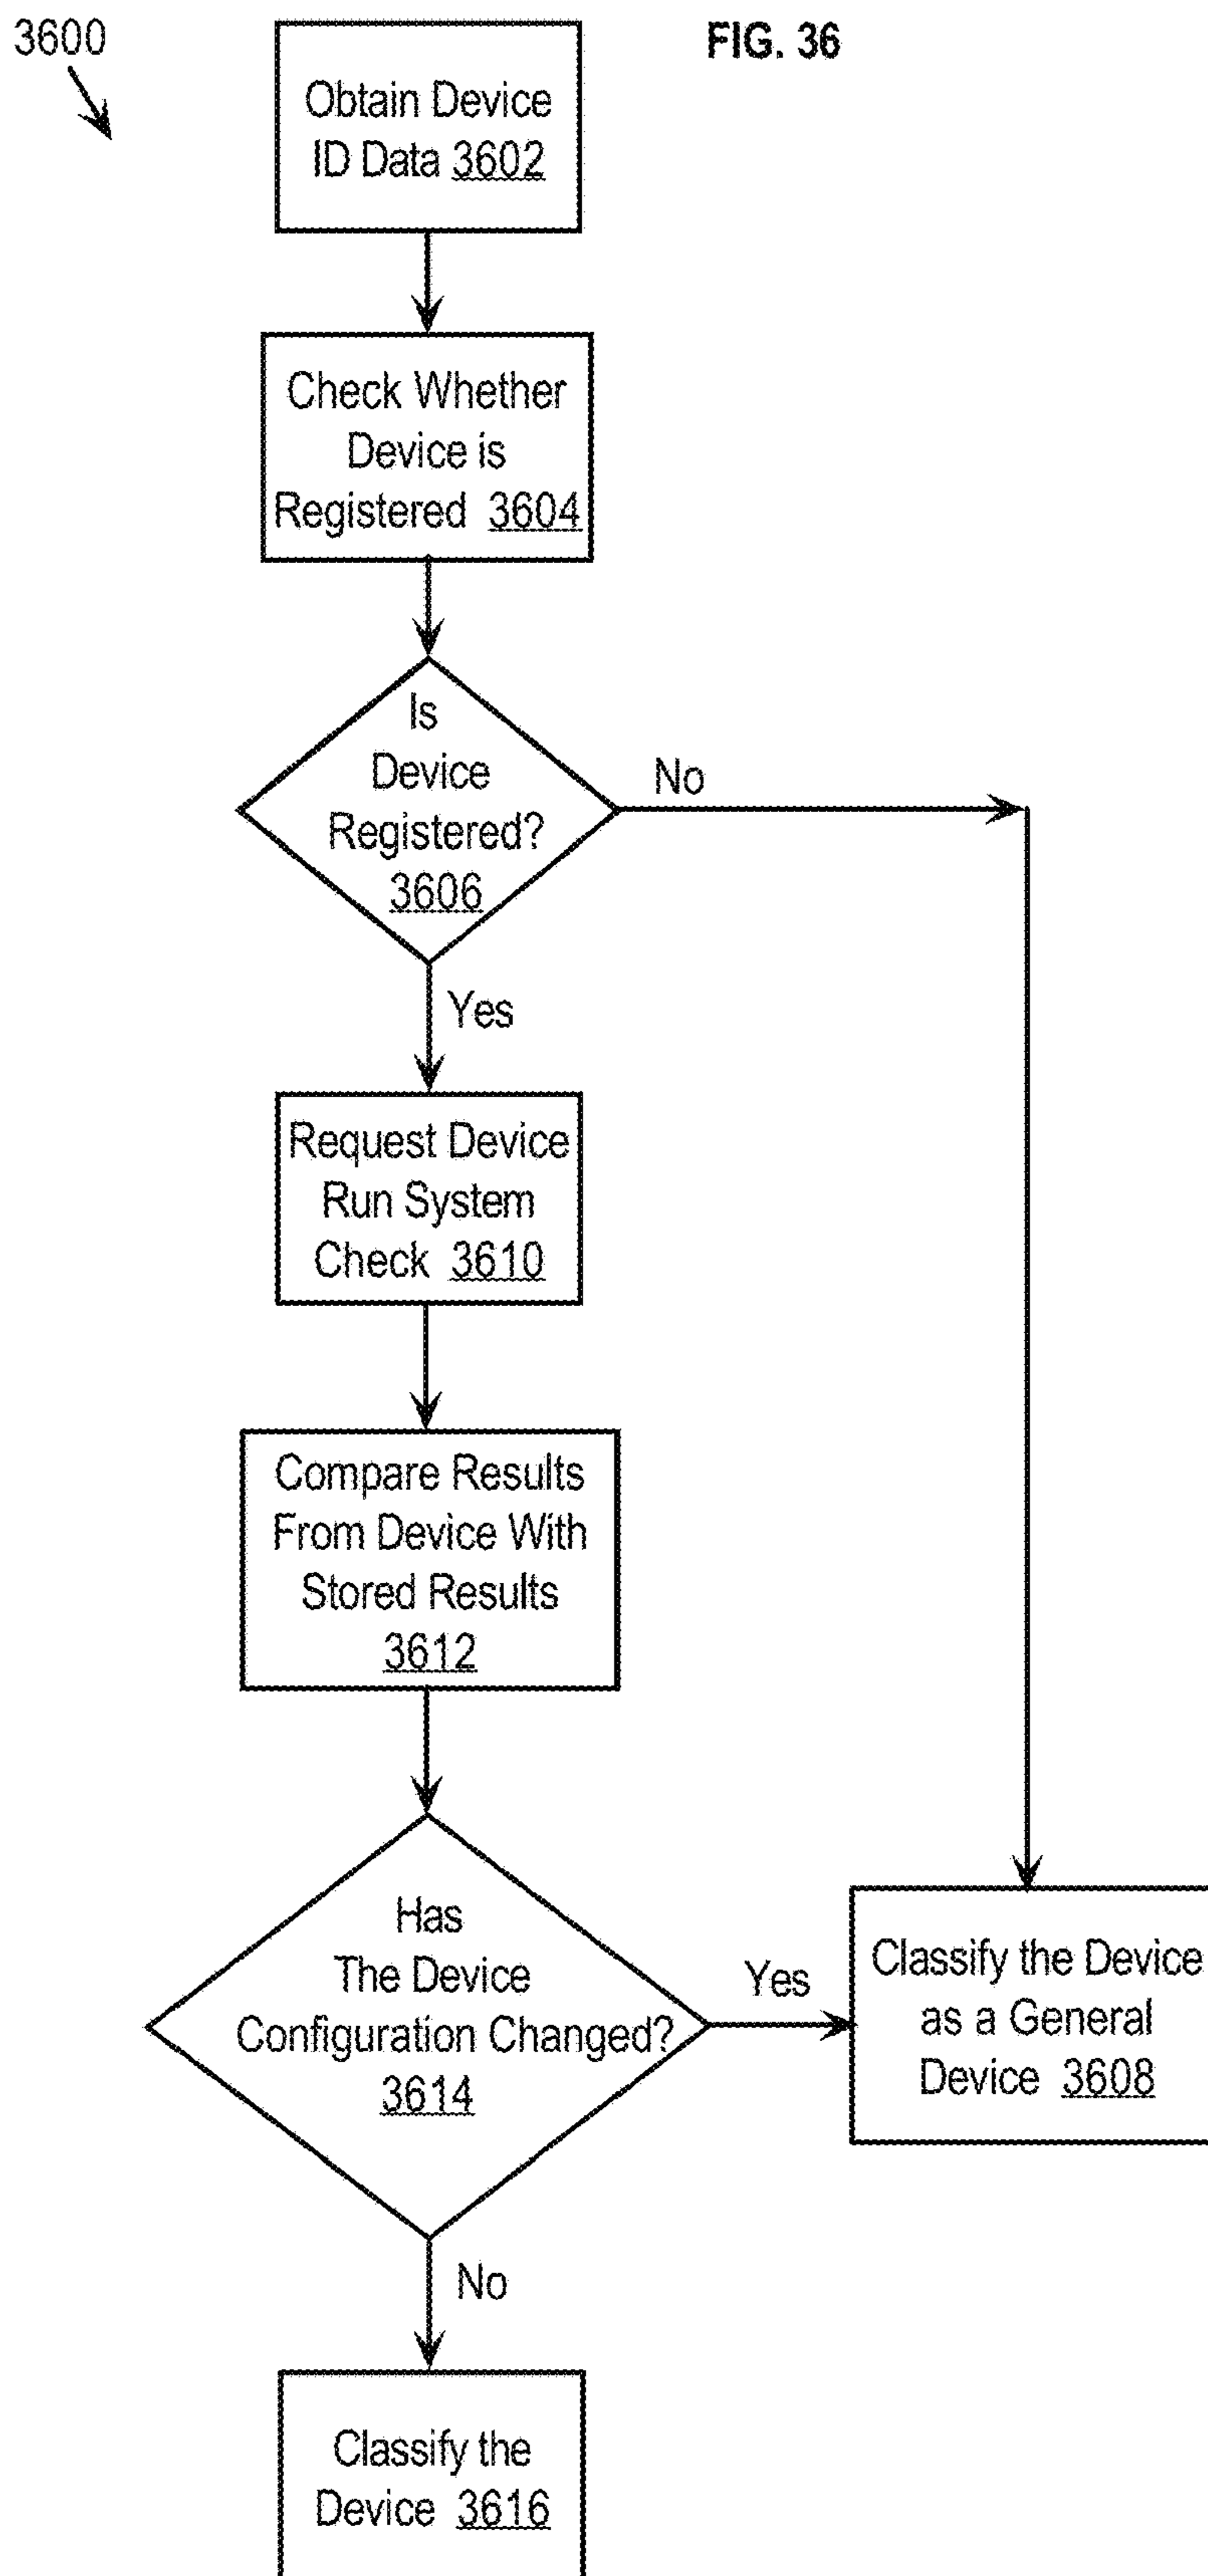 3600
FIG. 36
Obtain Device
ID Data 3602
Check Whether
Device is
Registered 3604
Is
Device
Registered?
3606
No
Yes
Request Device
Run System
Check 3610
Compare Results
From Device With
Stored Results
3612
Has
The Device
Configuration Changed?
3614
Yes
Classify the Device
as a General
Device 3608
No
Classify the
Device 3616